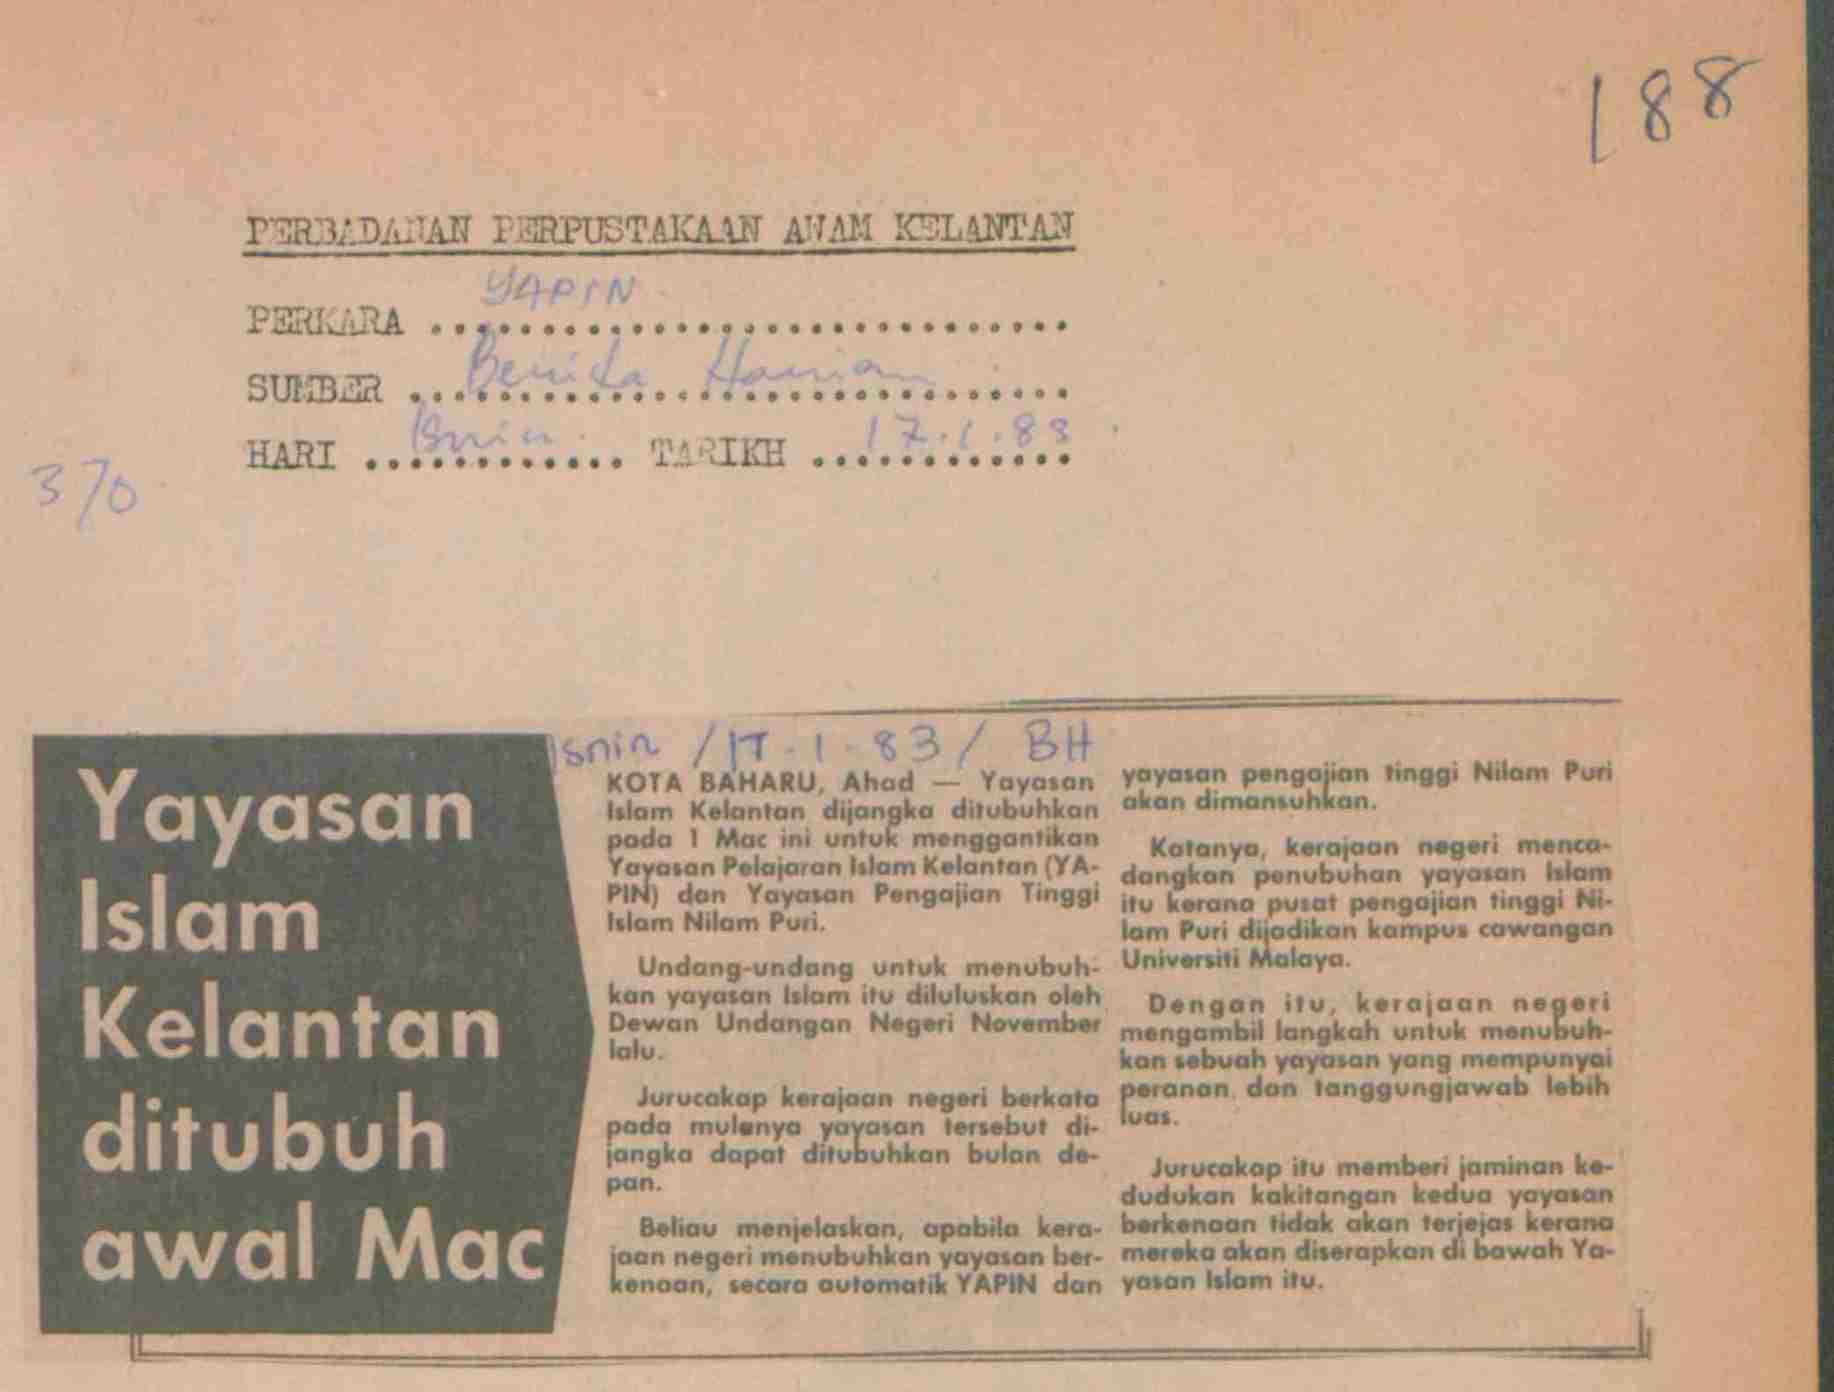 188
PERBADANAN PERPUSTAKAAN AWAM KELANTAN
YAPIN
PERKARA ..............................
Berita Harian
SUMBER ..............................
Isnin 17.1.83
HARI ............ TARIKH ............
370
Isnin /17-1-83/ BH
Yayasan
Islam
Kelantan
ditubuh
awal Mac
KOTA BAHARU, Ahad — Yayasan
Islam Kelantan dijangka ditubuhkan
pada 1 Mac ini untuk menggantikan
Yayasan Pelajaran Islam Kelantan (YA-
PIN) dan Yayasan Pengajian Tinggi
Islam Nilam Puri.
Undang-undang untuk menubuh-
kan yayasan Islam itu diluluskan oleh
Dewan Undangan Negeri November
lalu.
Jurucakap kerajaan negeri berkata
pada mulanya yayasan tersebut di-
jangka dapat ditubuhkan bulan de-
pan.
Beliau menjelaskan, apabila kera-
jaan negeri menubuhkan yayasan ber-
kenaan, secara automatik YAPIN dan
yayasan pengajian tinggi Nilam Puri
akan dimansuhkan.
Katanya, kerajaan negeri menca-
dangkan penubuhan yayasan Islam
itu kerana pusat pengajian tinggi Ni-
lam Puri dijadikan kampus cawangan
Universiti Malaya.
Dengan itu, kerajaan negeri
mengambil langkah untuk menubuh-
kan sebuah yayasan yang mempunyai
peranan dan tanggungjawab lebih
luas.
Jurucakap itu memberi jaminan ke-
dudukan kakitangan kedua yayasan
berkenaan tidak akan terjejas kerana
mereka akan diserapkan di bawah Ya-
yasan Islam itu.